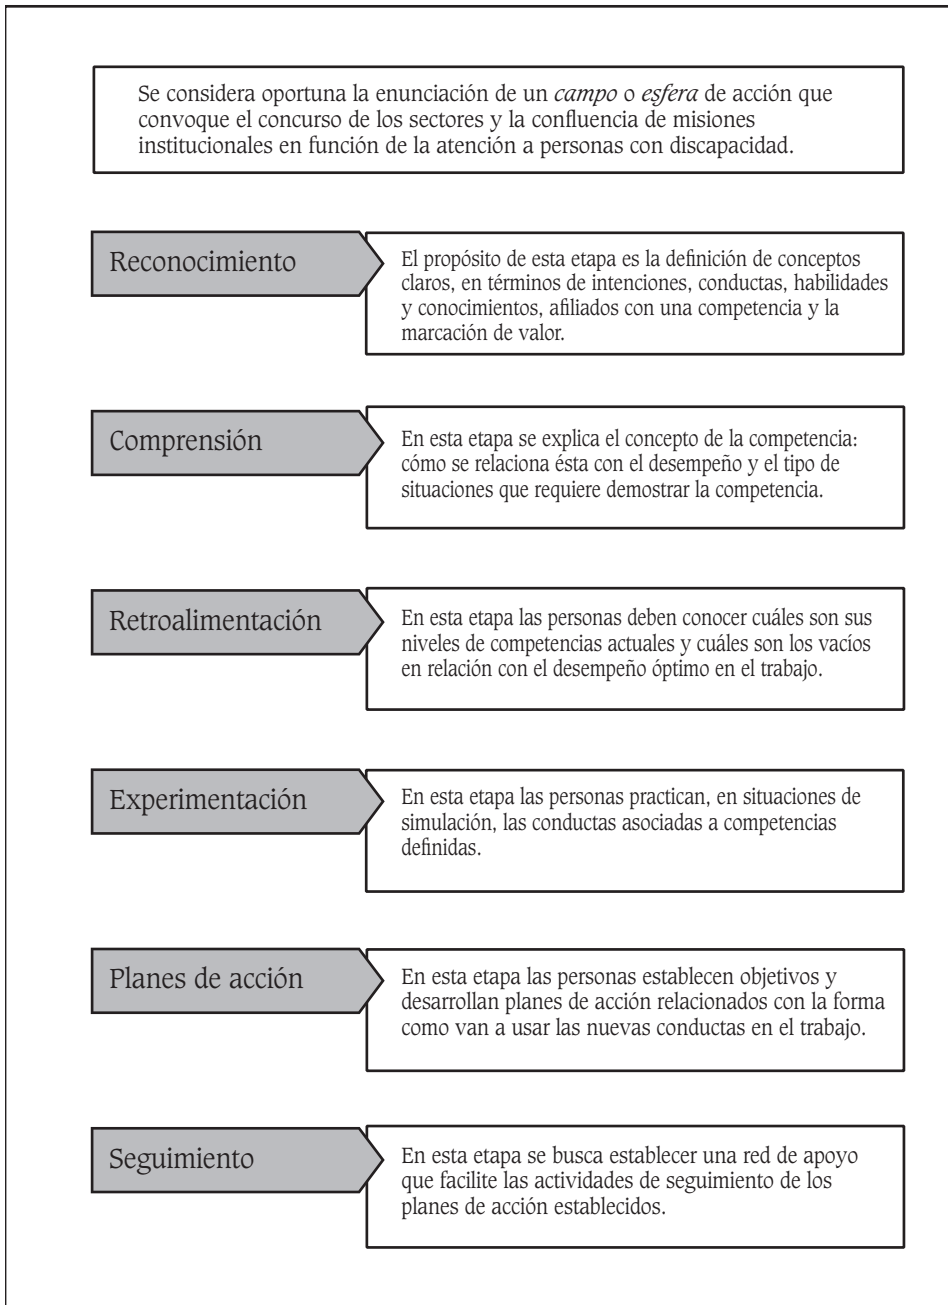 Se considera oportuna la enunciación de un campo o esfera de acción que
convoque el concurso de los sectores y la confluencia de misiones
institucionales en función de la atención a personas con discapacidad.
Reconocimiento
El propósito de esta etapa es la definición de conceptos
claros, en términos de intenciones, conductas, habilidades
y conocimientos, afiliados con una competencia y la
marcación de valor.
Comprensión
En esta etapa se explica el concepto de la competencia:
cómo se relaciona ésta con el desempeño y el tipo de
situaciones que requiere demostrar la competencia.
Retroalimentación
En esta etapa las personas deben conocer cuáles son sus
niveles de competencias actuales y cuáles son los vacíos
en relación con el desempeño óptimo en el trabajo.
Experimentación
En esta etapa las personas practican, en situaciones de
simulación, las conductas asociadas a competencias
definidas.
Planes de acción
En esta etapa las personas establecen objetivos y
desarrollan planes de acción relacionados con la forma
como van a usar las nuevas conductas en el trabajo.
Seguimiento
En esta etapa se busca establecer una red de apoyo
que facilite las actividades de seguimiento de los
planes de acción establecidos.